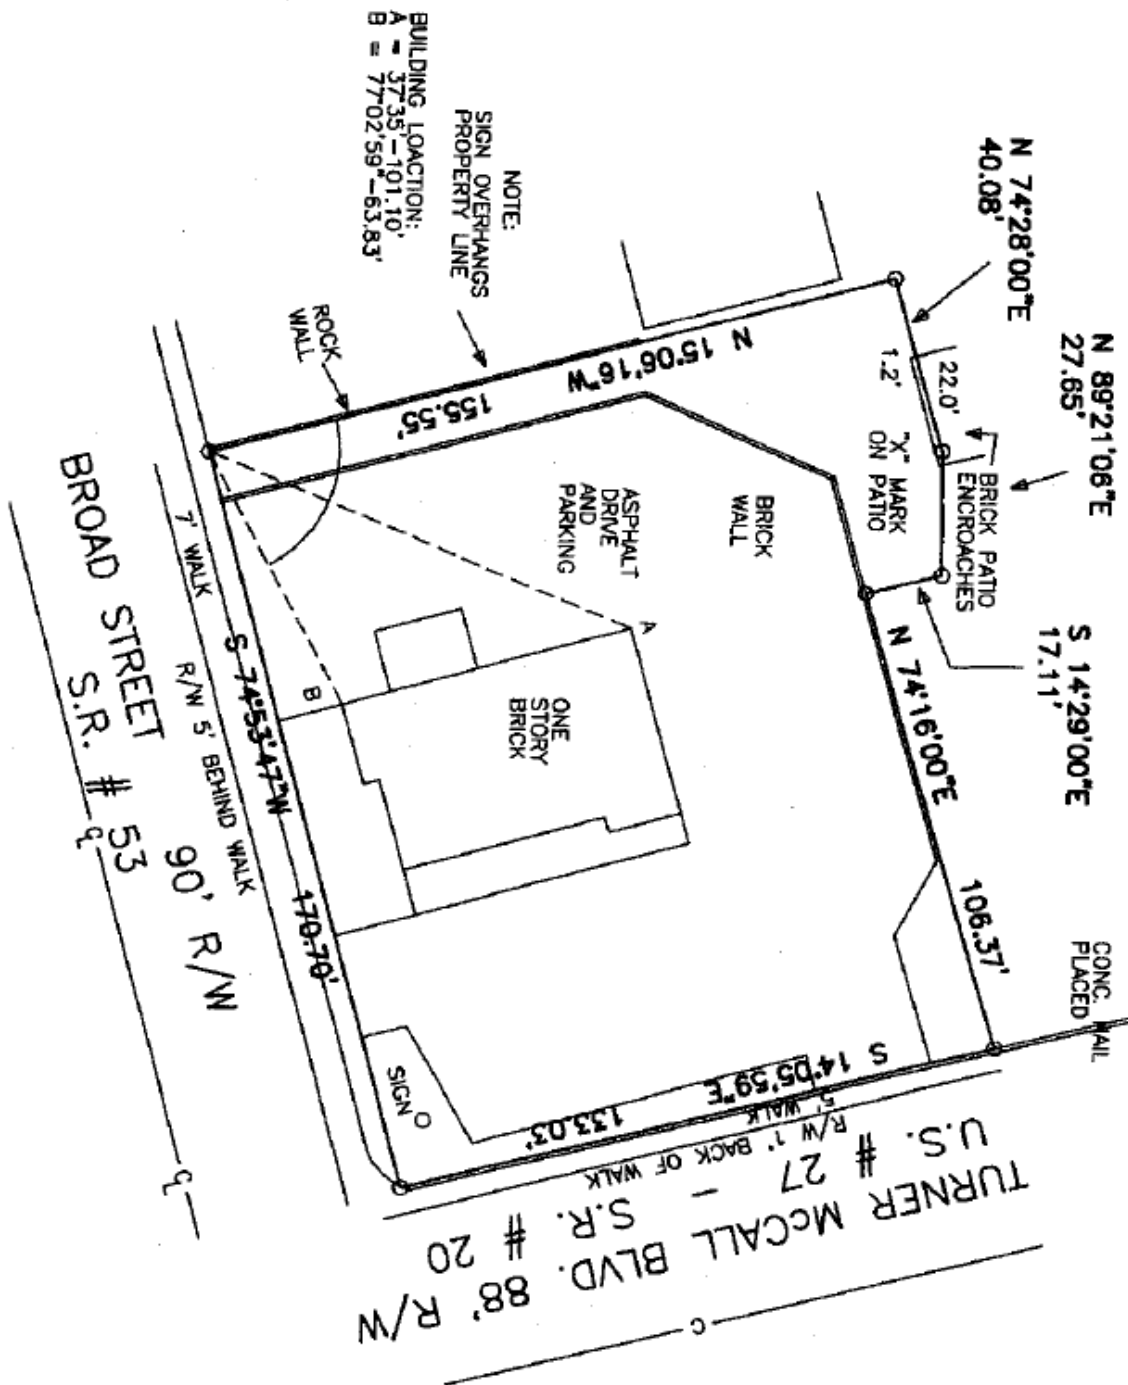 N 74°28'00"E
40.08'
N 89°21'06"E
27.65'
S 14°29'00"E
17.11'
22.0'
1.2'
BRICK PATIO
ENCROACHES
"X" MARK
ON PATIO
NOTE:
SIGN OVERHANGS
PROPERTY LINE
BUILDING LOACTION:
A = 37°35'-101.10'
B = 77°02'59"-63.83'
ROCK
WALL
N 15°06'16"W
155.55'
BRICK
WALL
ASPHALT
DRIVE
AND
PARKING
A
B
ONE
STORY
BRICK
N 74°16'00"E
106.37'
CONC. NAIL
PLACED
S 14°05'59"E
133.03'
5' WALK
R/W 1' BACK OF WALK
SIGN
S 74°53'47"W
170.70'
7' WALK
R/W 5' BEHIND WALK
BROAD STREET 90' R/W
S.R. # 53
TURNER McCALL BLVD. 88' R/W
U.S. # 27 - S.R. # 20